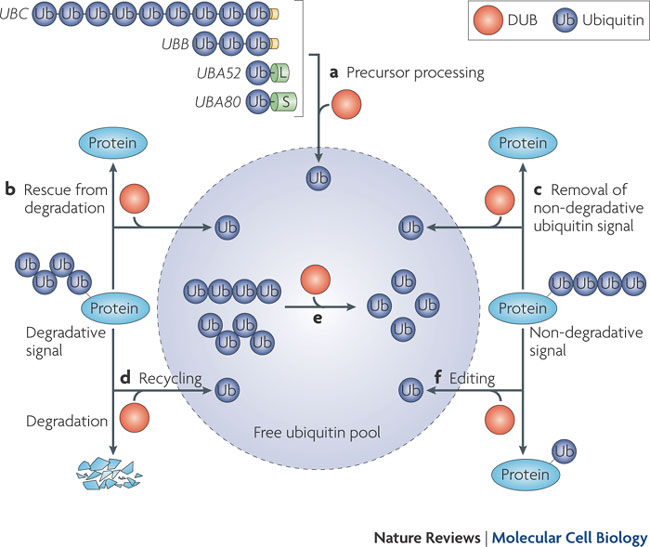 UBC Ub Ub Ub Ub Ub Ub Ub Ub Ub
UBB Ub Ub Ub
UBA52 Ub L
UBA80 Ub S
DUB Ub Ubiquitin
a Precursor processing
Protein
Protein
b Rescue from
degradation
c Removal of
non-degradative
ubiquitin signal
Ub
Ub
Ub
Ub Ub Ub Ub
Protein
Degradative
signal
Ub Ub Ub Ub
Ub Ub Ub Ub
e
Ub Ub Ub Ub
Ub Ub Ub Ub
Protein
Non-degradative
signal
d Recycling
Ub
Degradation
f Editing
Ub
Free ubiquitin pool
Ub
Protein
Nature Reviews | Molecular Cell Biology